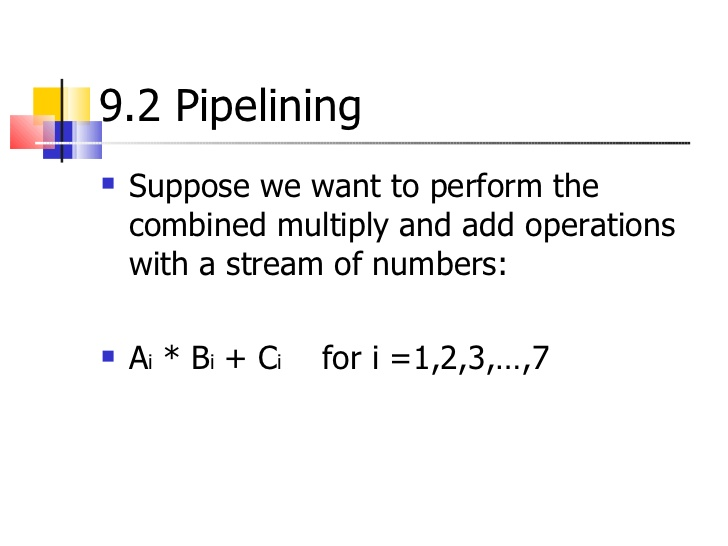 9.2 Pipelining
Suppose we want to perform the
combined multiply and add operations
with a stream of numbers:
Ai * Bi + Ci for i =1,2,3,…,7